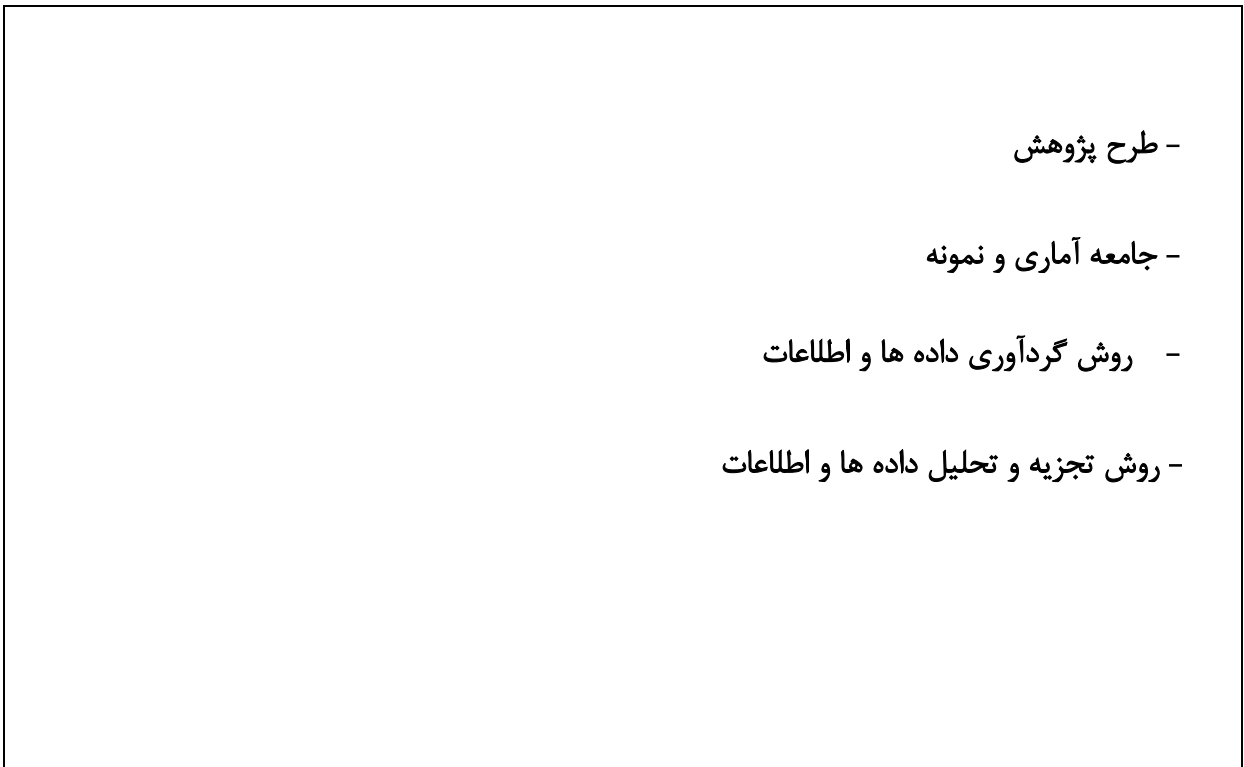 - طرح پژوهش
- جامعه آماری و نمونه
- روش گردآوری داده ها و اطلاعات
- روش تجزیه و تحلیل داده ها و اطلاعات